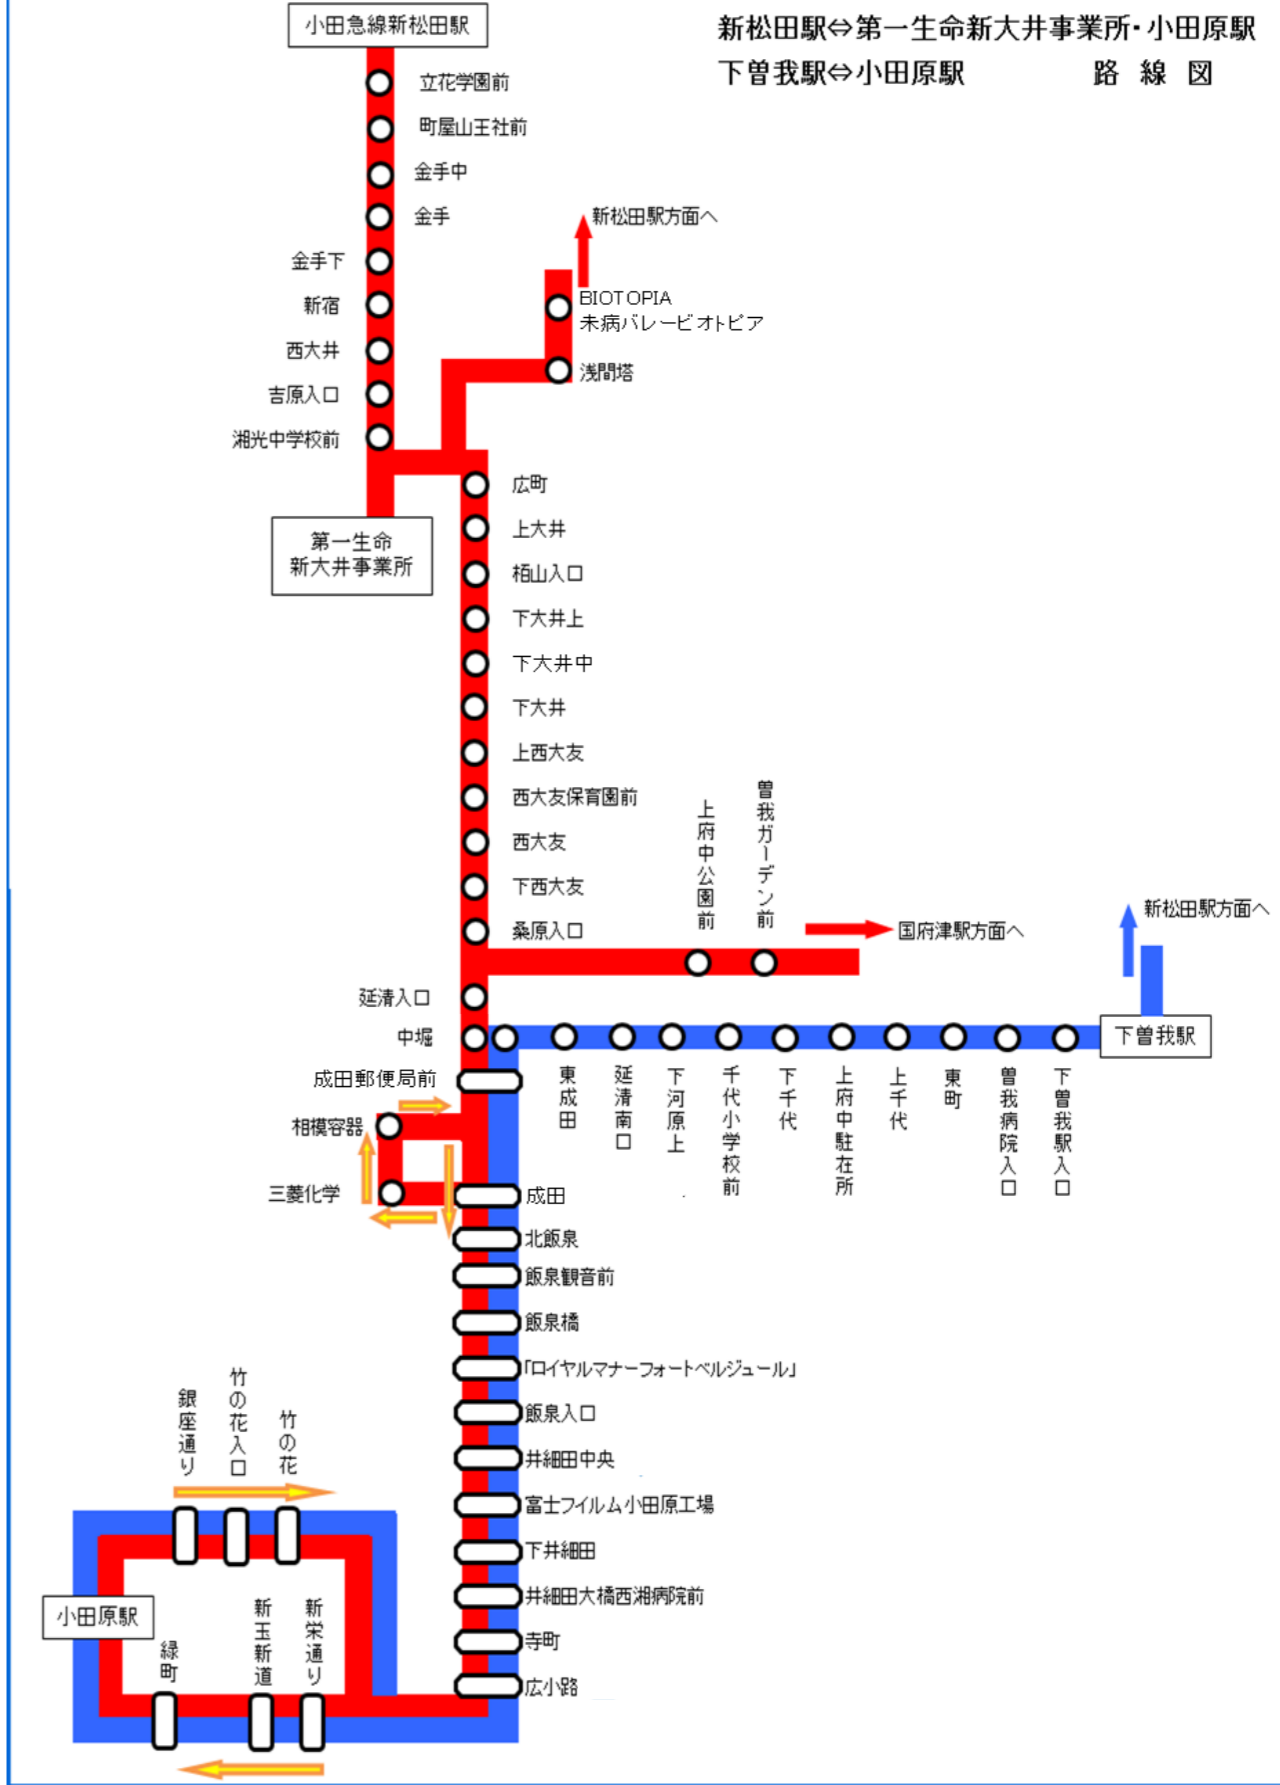 小田急線新松田駅
新松田駅⇔第一生命新大井事業所・小田原駅
下曽我駅⇔小田原駅 路線図
立花学園前
町屋山王社前
金手中
金手
金手下
新宿
西大井
吉原入口
湘光中学校前
新松田駅方面へ
BIOTOPIA
未病バレービオトピア
浅間塔
第一生命
新大井事業所
広町
上大井
栢山入口
下大井上
下大井中
下大井
上西大友
西大友保育園前
西大友
下西大友
桑原入口
上府中公園前
曽我ガーデン前
国府津駅方面へ
新松田駅方面へ
延清入口
中堀
下曽我駅
成田郵便局前
東成田
延清南口
下河原上
千代小学校前
下千代
上府中駐在所
上千代
東町
曽我病院入口
下曽我駅入口
相模容器
三菱化学
成田
北飯泉
飯泉観音前
飯泉橋
「ロイヤルマナーフォートベルジュール」
飯泉入口
井細田中央
富士フイルム小田原工場
下井細田
井細田大橋西湘病院前
寺町
広小路
銀座通り
竹の花入口
竹の花
小田原駅
緑町
新玉新道
新栄通り